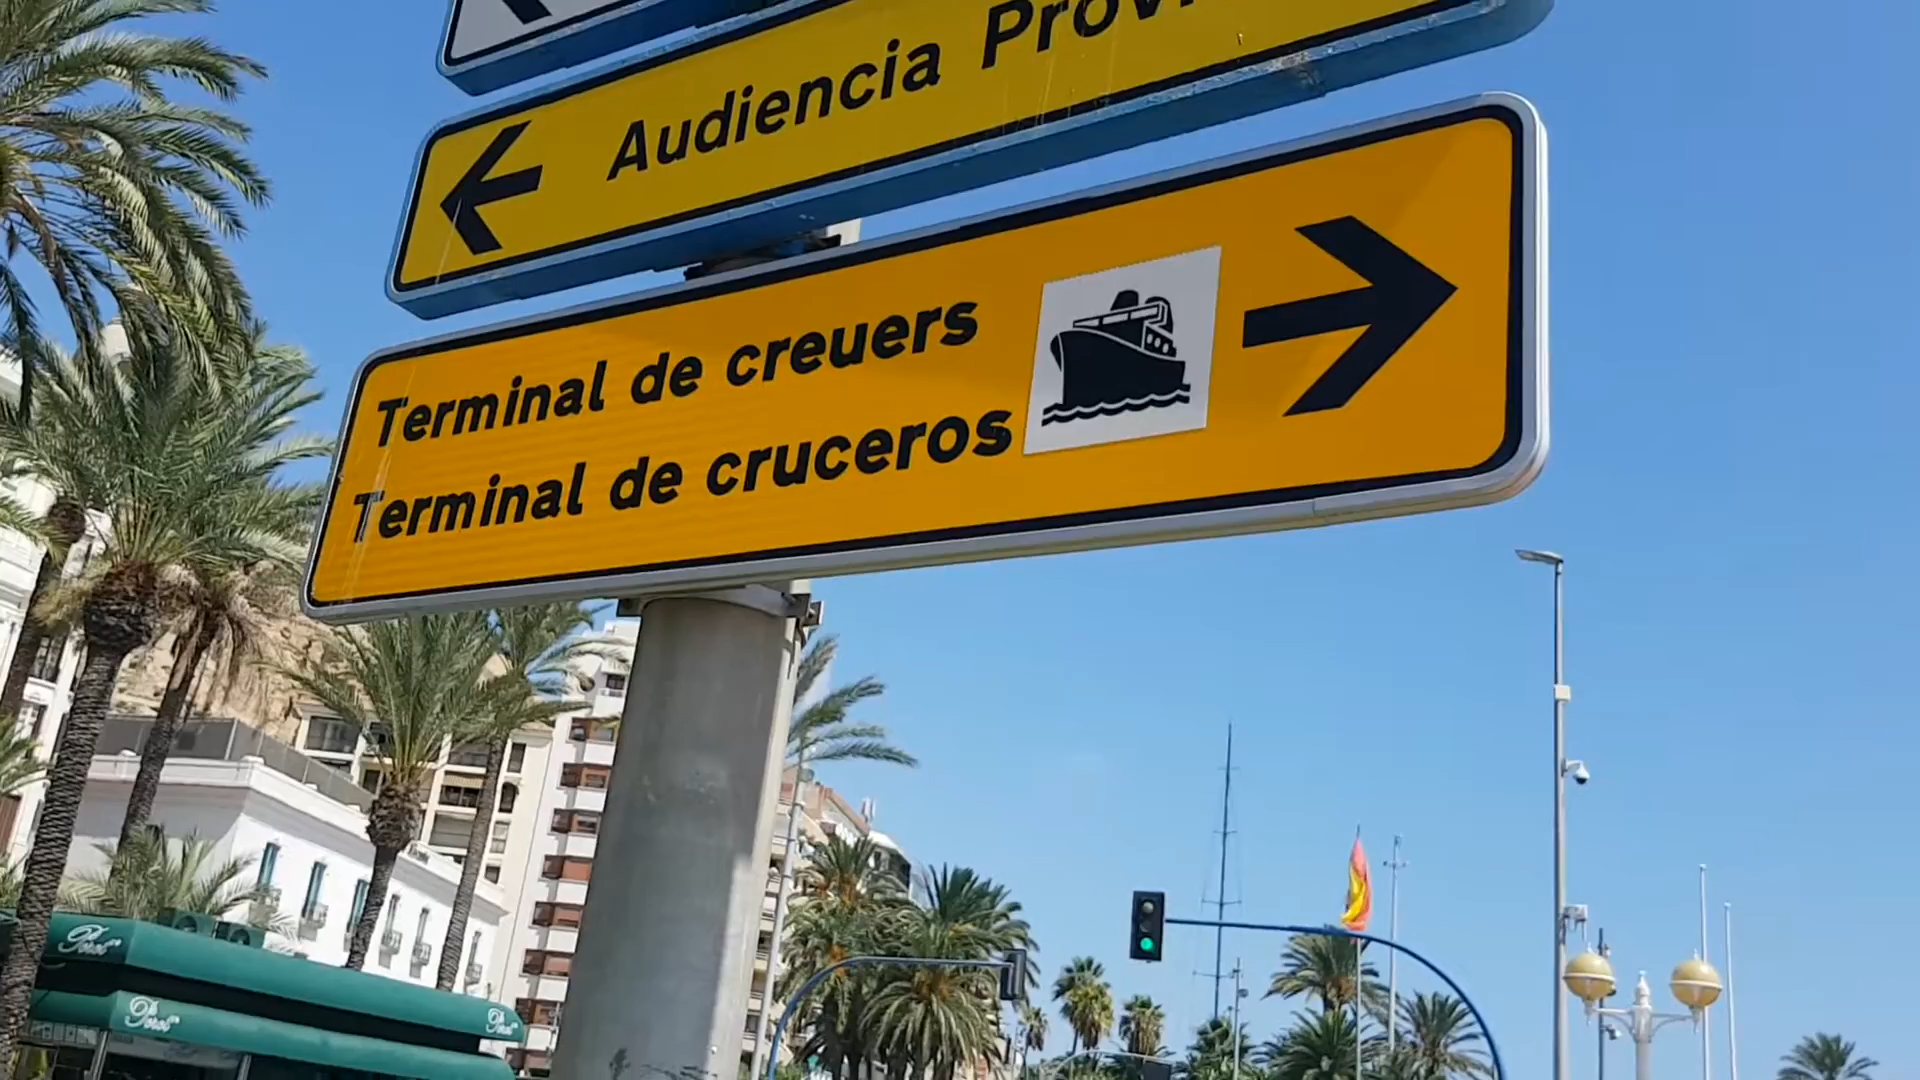 Audiencia
Terminal de creuers
Terminal de cruceros